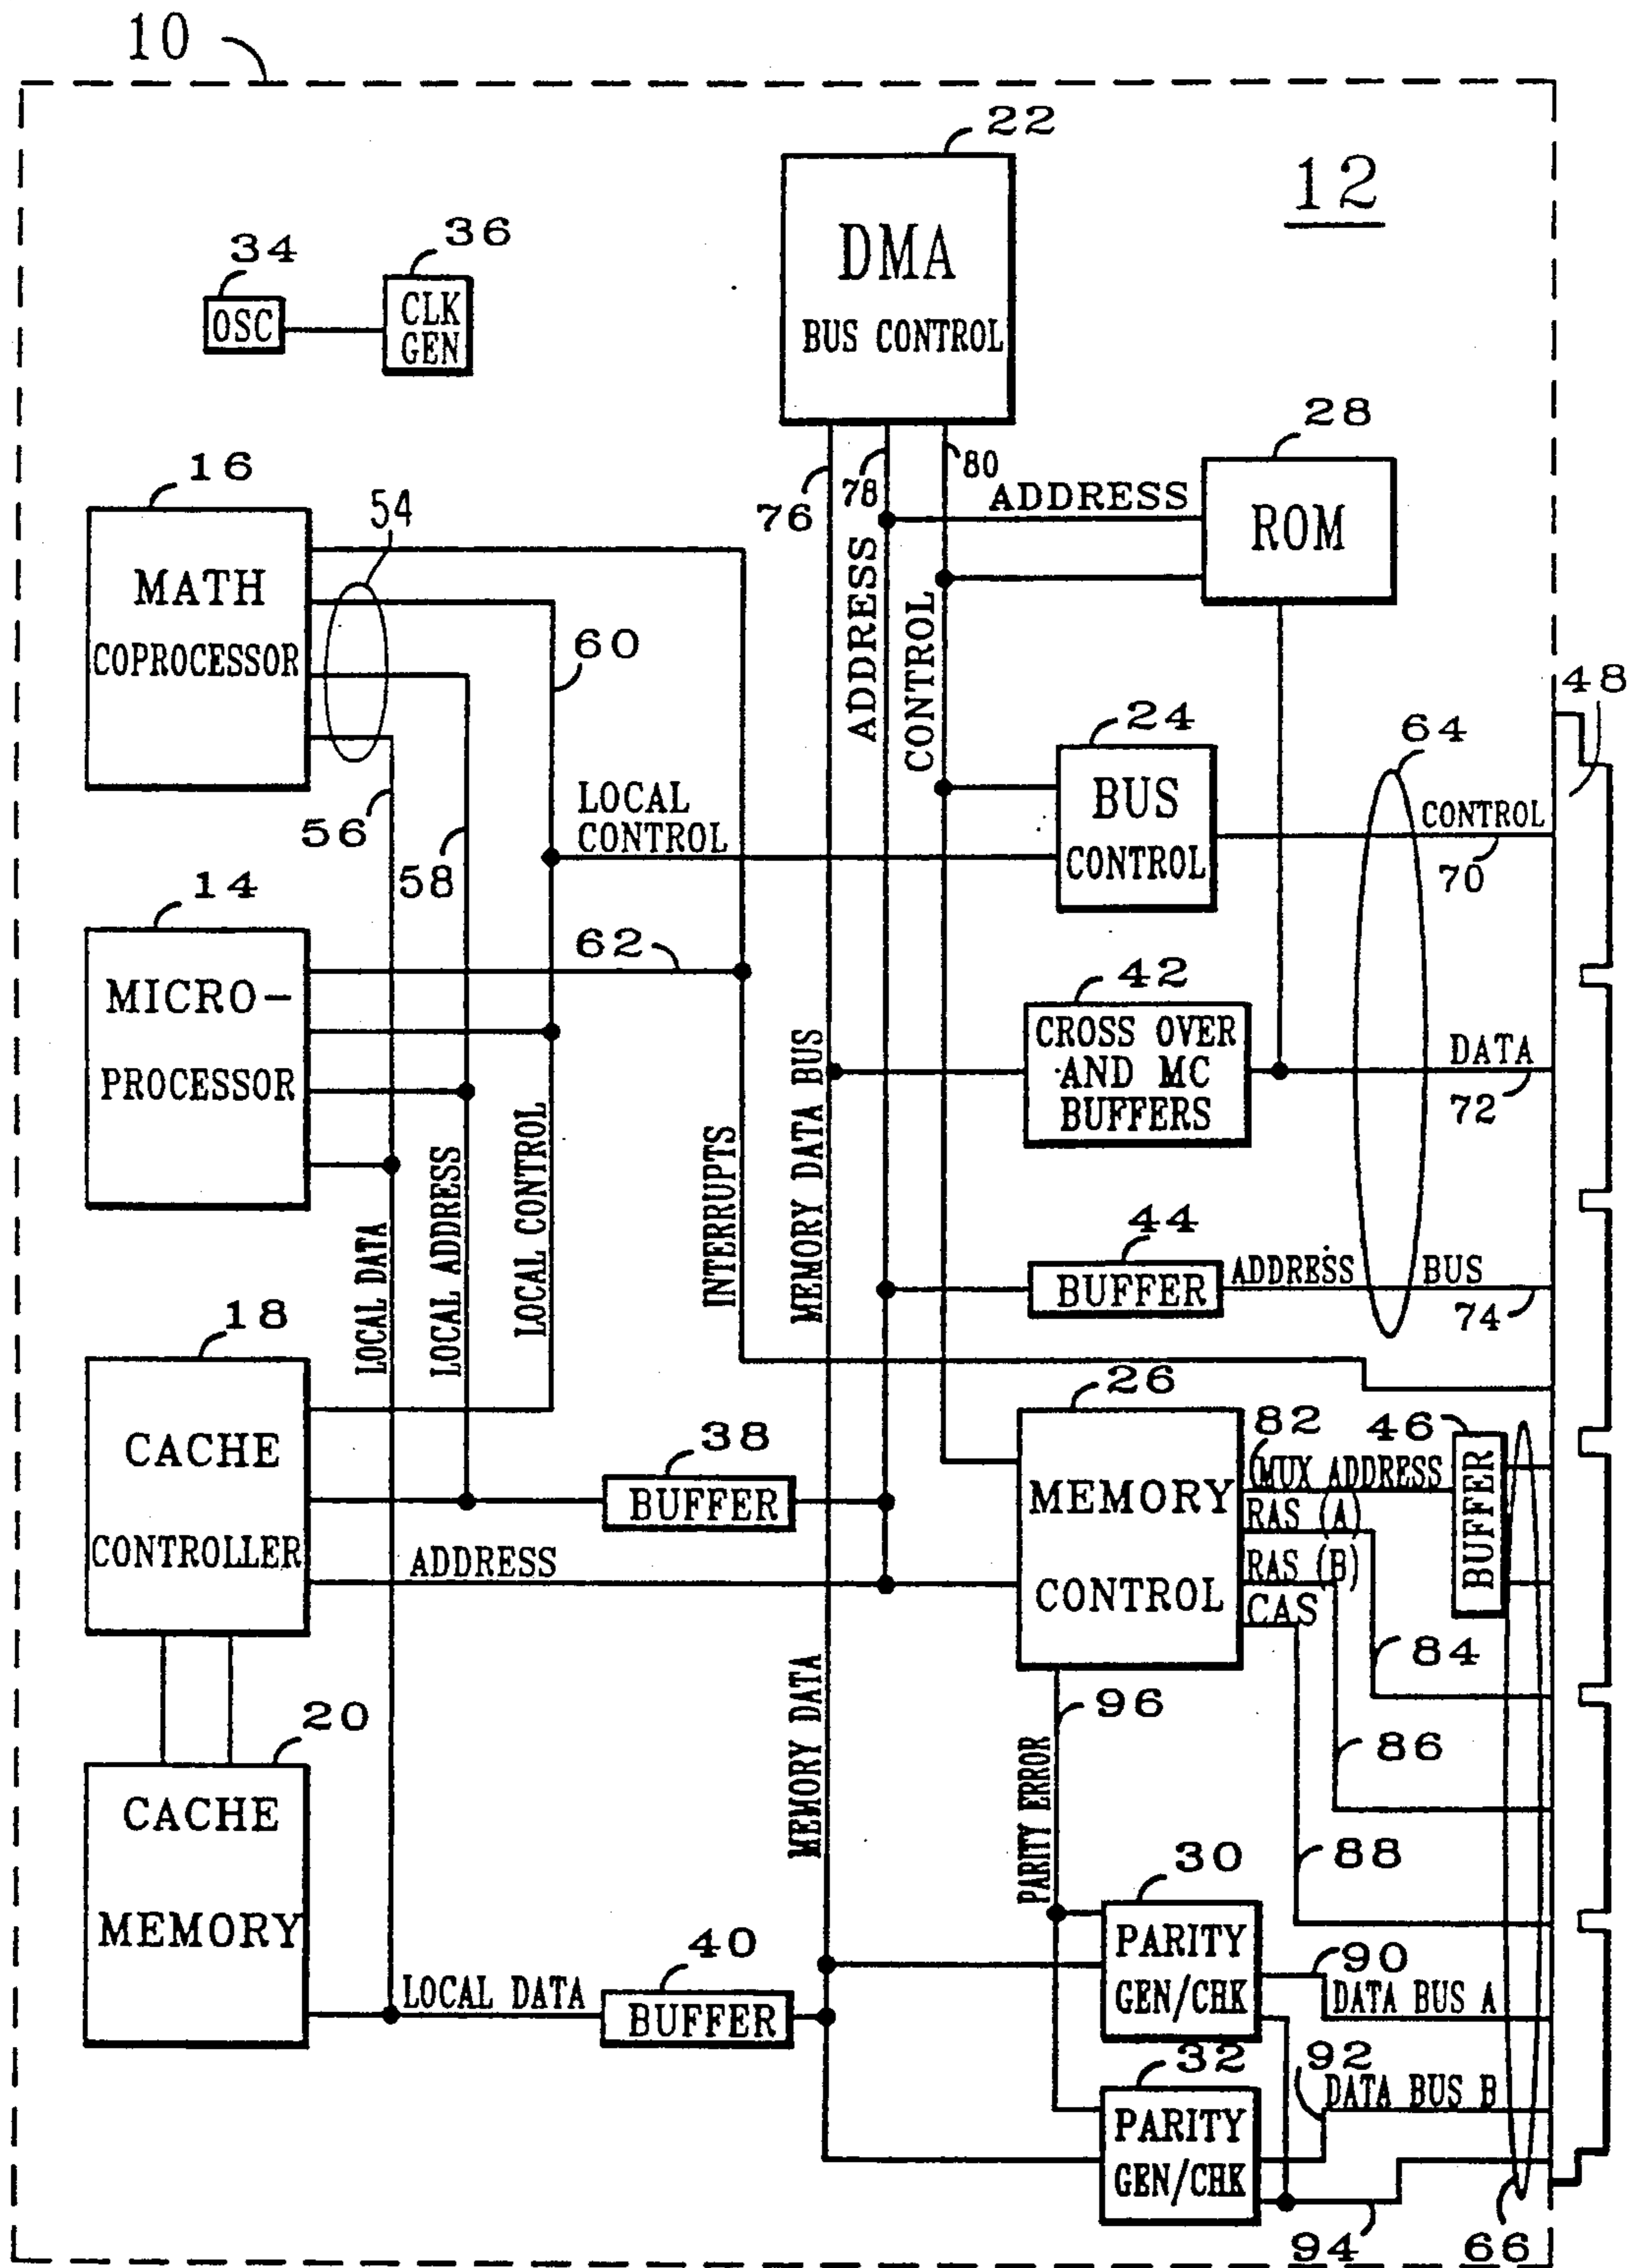 10
22
12
34
36
OSC
CLK
GEN
DMA
BUS CONTROL
28
16
54
76
78
80
ADDRESS
ROM
MATH
COPROCESSOR
60
ADDRESS
CONTROL
48
24
64
56
58
LOCAL
CONTROL
BUS
CONTROL
CONTROL
70
14
62
42
MICRO-
PROCESSOR
CROSS OVER
AND MC
BUFFERS
DATA
72
LOCAL DATA
LOCAL ADDRESS
LOCAL CONTROL
INTERRUPTS
MEMORY DATA BUS
44
BUFFER
ADDRESS BUS
74
18
26
CACHE
CONTROLLER
38
BUFFER
ADDRESS
MEMORY
CONTROL
82
46
MUX ADDRESS
RAS (A)
RAS (B)
CAS
BUFFER
84
20
96
86
CACHE
MEMORY
MEMORY DATA
PARITY ERROR
88
30
PARITY
GEN/CHK
90
DATA BUS A
40
LOCAL DATA
BUFFER
32
92
DATA BUS B
PARITY
GEN/CHK
94
66